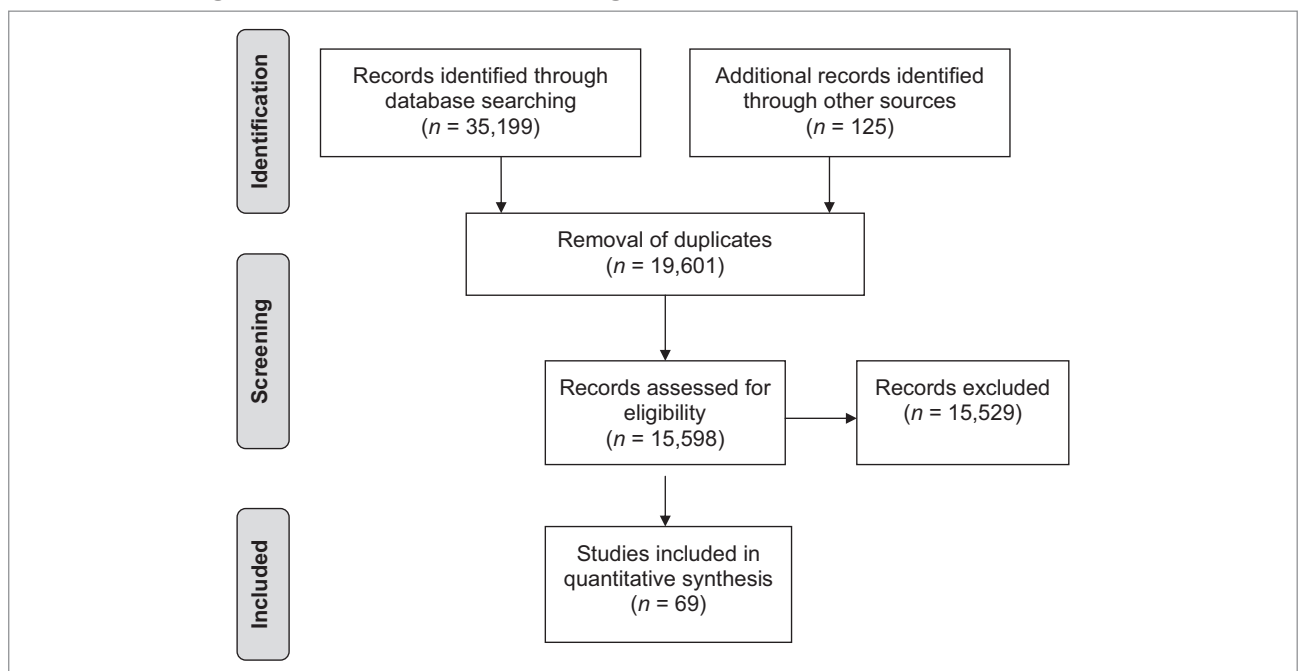 Identification
Records identified through
database searching
(n = 35,199)
Additional records identified
through other sources
(n = 125)
Removal of duplicates
(n = 19,601)
Screening
Records assessed for
eligibility
(n = 15,598)
Records excluded
(n = 15,529)
Included
Studies included in
quantitative synthesis
(n = 69)